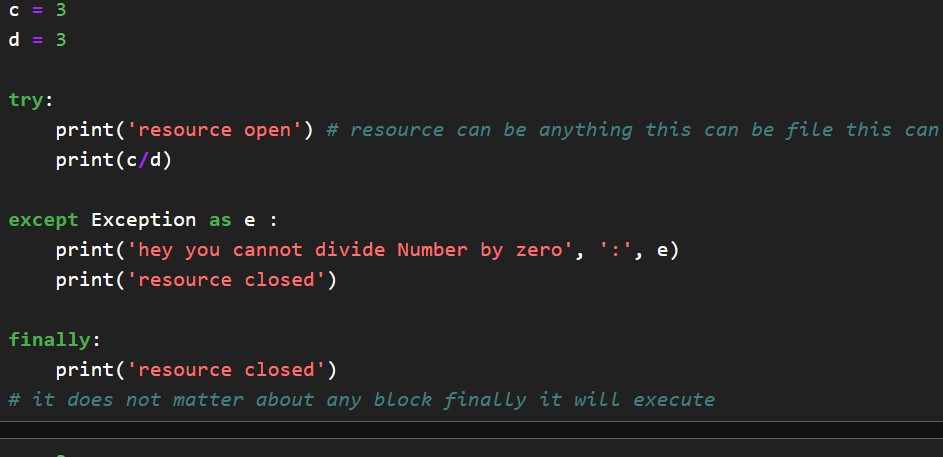 c = 3
d = 3
try:
    print('resource open') # resource can be anything this can be file this can
    print(c/d)
except Exception as e :
    print('hey you cannot divide Number by zero', ':', e)
    print('resource closed')
finally:
    print('resource closed')
# it does not matter about any block finally it will execute